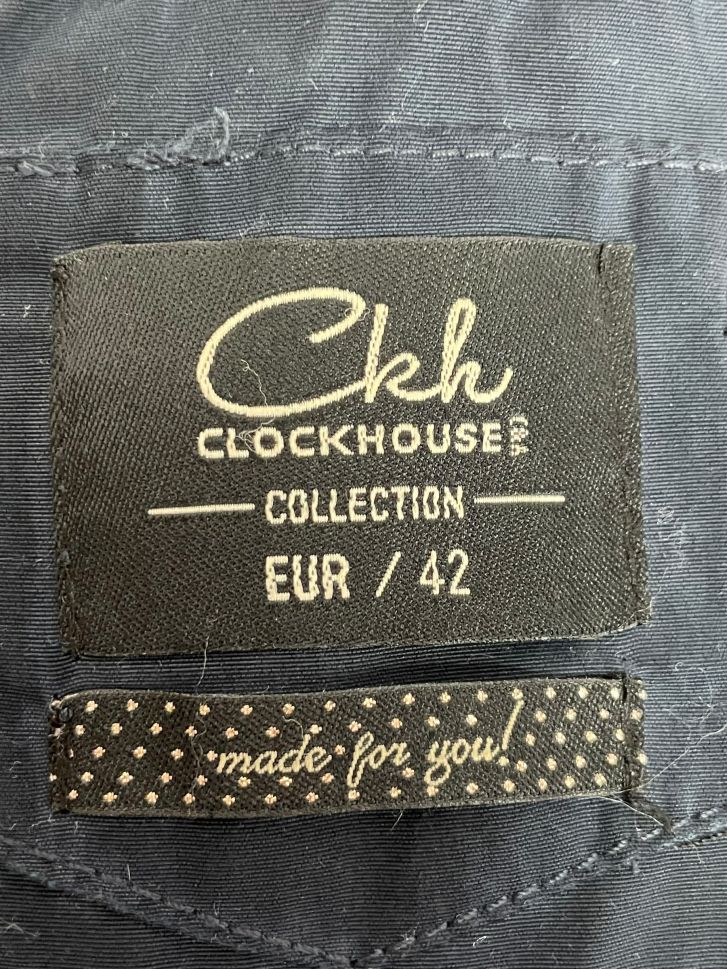 Ckh
CLOCKHOUSE C&A
COLLECTION
EUR / 42
made for you!